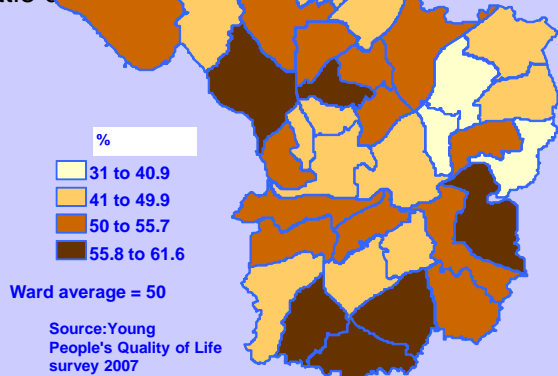 %
31 to 40.9
41 to 49.9
50 to 55.7
55.8 to 61.6
Ward average = 50
Source:Young
People's Quality of Life
survey 2007